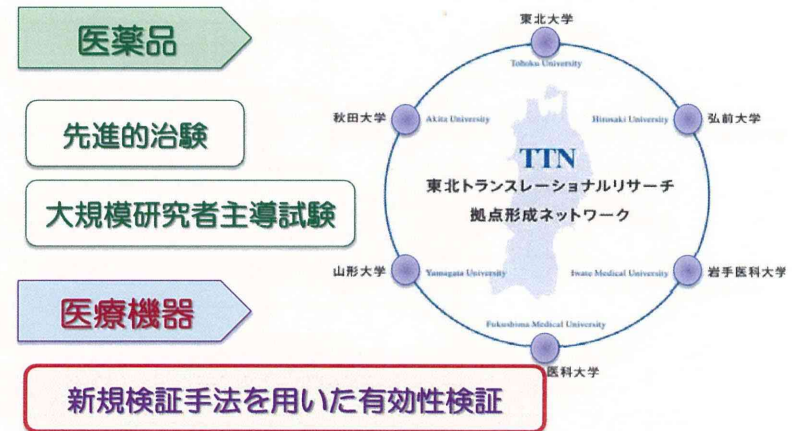 医薬品
先進的治験
大規模研究者主導試験
医療機器
新規検証手法を用いた有効性検証
東北大学
Tohoku University
秋田大学
Akita University
Hirosaki University
弘前大学
TTN
東北トランスレーショナルリサーチ
拠点形成ネットワーク
山形大学
Yamagata University
Iwate Medical University
岩手医科大学
Fukushima Medical University
医科大学